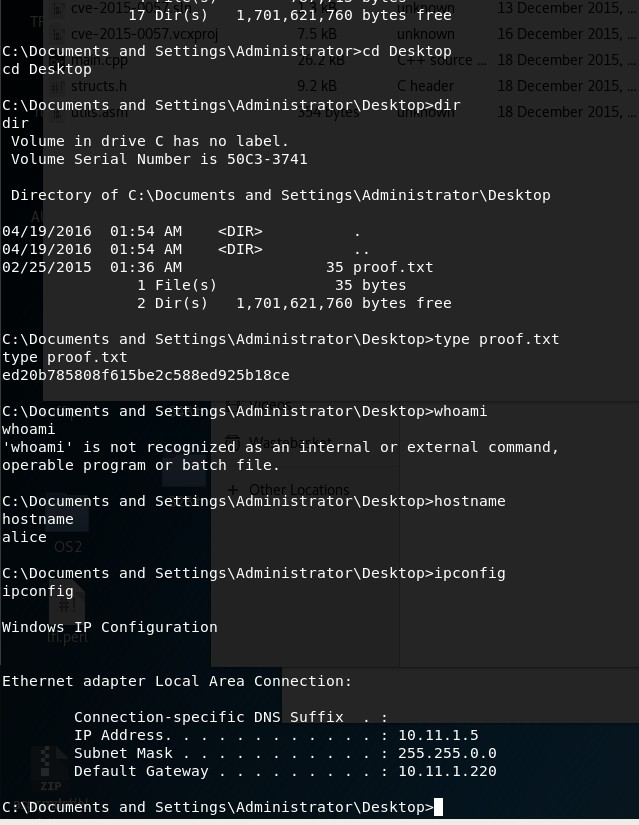 17 Dir(s)   1,701,621,760 bytes free
cve-2015-0057.vcxproj 7.5 kB unknown 16 December 2015, ...
C:\Documents and Settings\Administrator>cd Desktop
cd Desktop
main.cpp 26.2 kB C++ source ... 18 December 2015, ...
structs.h 9.2 kB C header 18 December 2015, ...
C:\Documents and Settings\Administrator\Desktop>dir
dir
utils.asm 354 bytes unknown 18 December 2015, ...
 Volume in drive C has no label.
 Volume Serial Number is 50C3-3741
 Directory of C:\Documents and Settings\Administrator\Desktop
04/19/2016  01:54 AM    <DIR>          .
04/19/2016  01:54 AM    <DIR>          ..
02/25/2015  01:36 AM                35 proof.txt
               1 File(s)             35 bytes
               2 Dir(s)   1,701,621,760 bytes free
C:\Documents and Settings\Administrator\Desktop>type proof.txt
type proof.txt
ed20b785808f615be2c588ed925b18ce
Videos
C:\Documents and Settings\Administrator\Desktop>whoami
whoami
Wastebasket
'whoami' is not recognized as an internal or external command,
operable program or batch file.
+ Other Locations
C:\Documents and Settings\Administrator\Desktop>hostname
hostname
alice
OS2
C:\Documents and Settings\Administrator\Desktop>ipconfig
ipconfig
#!
Windows IP Configuration
Ethernet adapter Local Area Connection:
        Connection-specific DNS Suffix  . :
        IP Address. . . . . . . . . . . . : 10.11.1.5
        Subnet Mask . . . . . . . . . . . : 255.255.0.0
        Default Gateway . . . . . . . . . : 10.11.1.220
ZIP
C:\Documents and Settings\Administrator\Desktop>